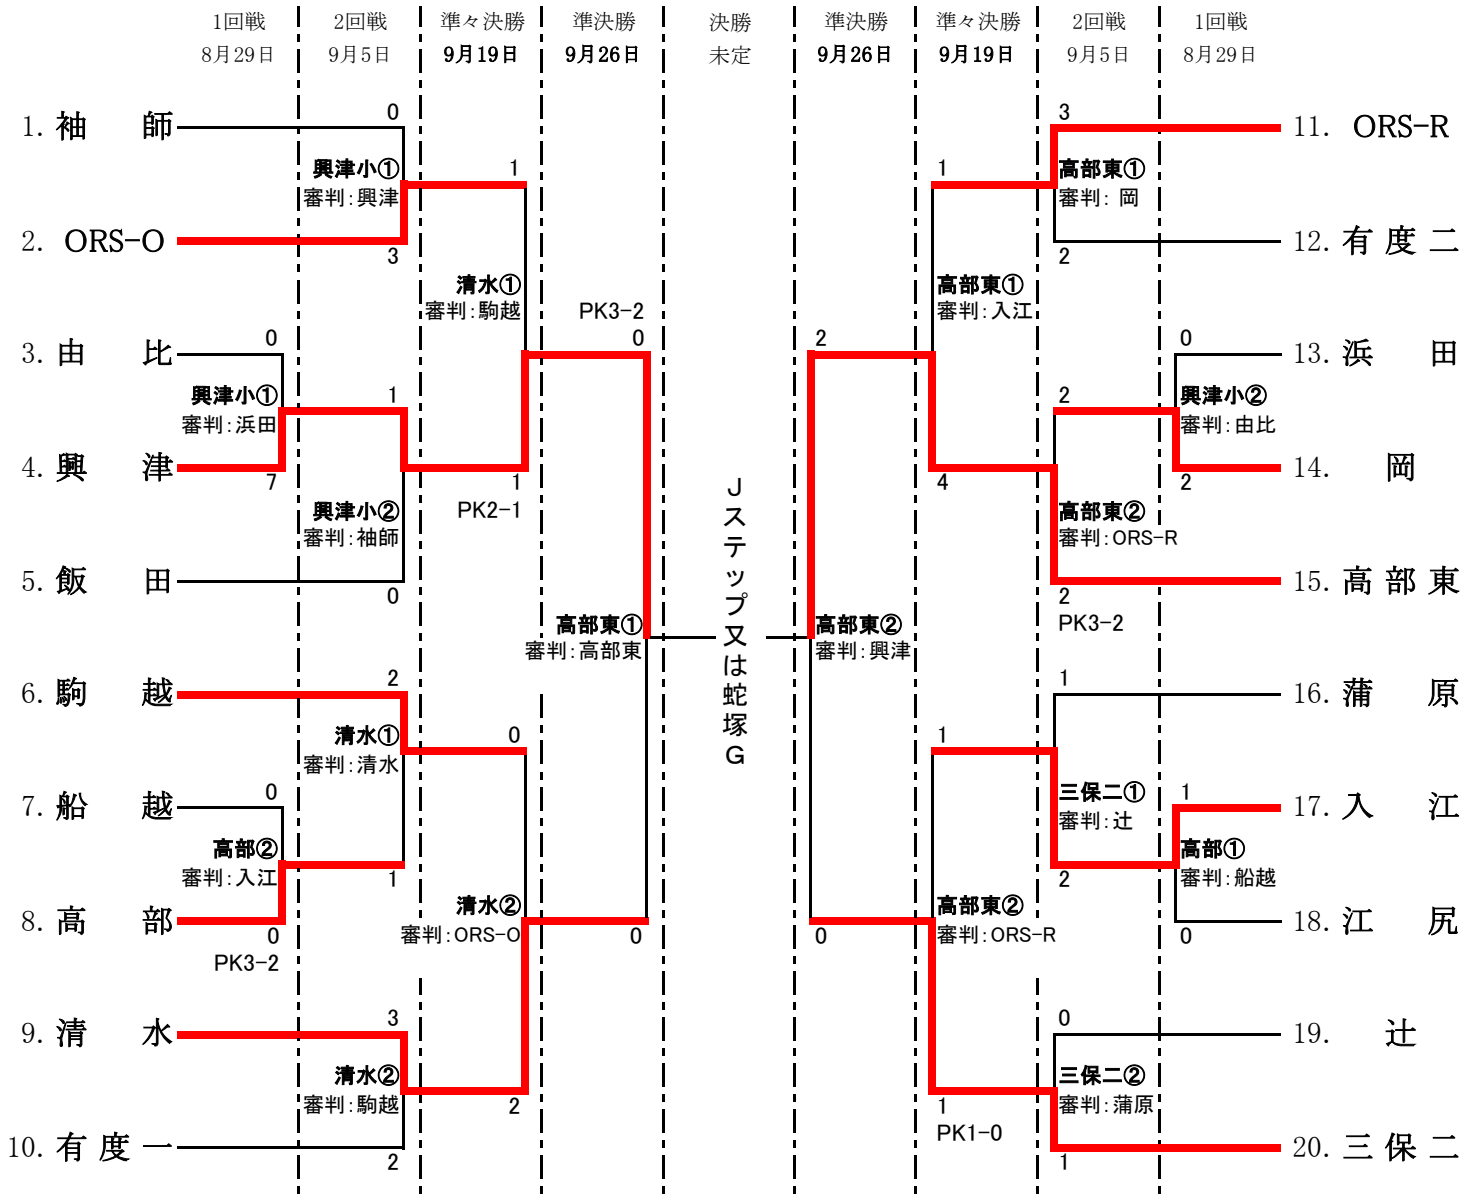 1回戦 2回戦 準々決勝 準決勝 決勝 準決勝 準々決勝 2回戦 1回戦
8月29日 9月5日 9月19日 9月26日 未定 9月26日 9月19日 9月5日 8月29日
0 3
1. 袖 師 11. ORS-R
興津小① 1 1 高部東①
審判:興津 審判: 岡
2. ORS-O 12. 有度二
3 2
清水① 高部東①
審判:駒越 PK3-2 審判:入江
0 0 2 0
3. 由 比 13. 浜 田
興津小① 1 2 興津小②
審判:浜田 審判:由比
4. 興 津 14. 岡
7 1 4 2
興津小② PK2-1 高部東②
審判:袖師 審判:ORS-R
Jステップ又は蛇塚G
5. 飯 田 15. 高部東
0 2
高部東① 高部東② PK3-2
審判:高部東 審判:興津
2 1
6. 駒 越 16. 蒲 原
清水① 0 1
審判:清水
0 三保二① 1
7. 船 越 17. 入 江
審判:辻
高部② 高部①
審判:入江 1 2 審判:船越
清水② 高部東②
8. 高 部 18. 江 尻
0 審判:ORS-O 0 0 審判:ORS-R 0
PK3-2
3 0
9. 清 水 19. 辻
清水② 三保二②
審判:駒越 2 1 審判:蒲原
PK1-0
10. 有度一 20. 三保二
2 1